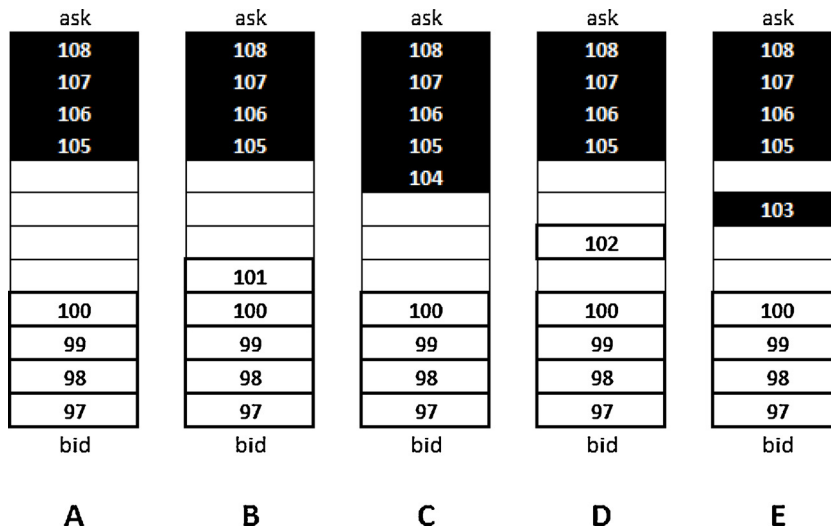 ask ask ask ask ask
108 108 108 108 108
107 107 107 107 107
106 106 106 106 106
105 105 105 105 105
104
103
102
101
100 100 100 100 100
99 99 99 99 99
98 98 98 98 98
97 97 97 97 97
bid bid bid bid bid
A B C D E